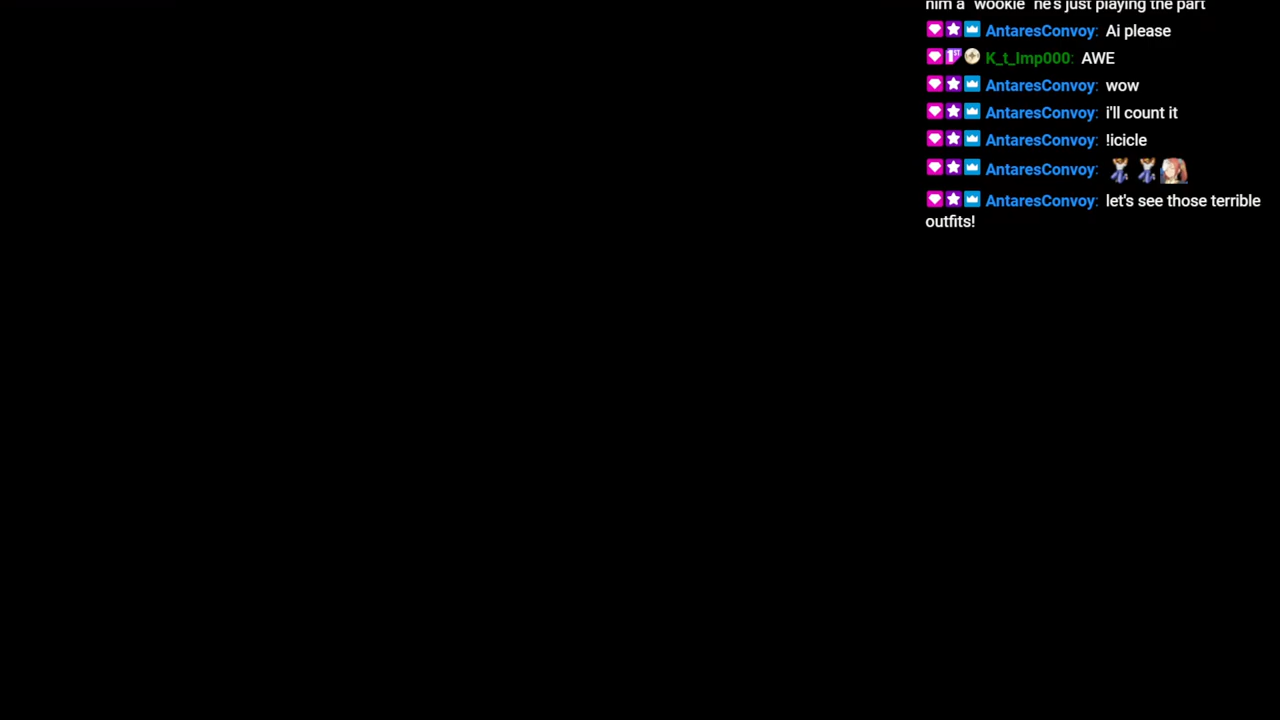 him a "wookie" he's just playing the part
AntaresConvoy: Ai please
K_t_Imp000: AWE
AntaresConvoy: wow
AntaresConvoy: i'll count it
AntaresConvoy: !icicle
AntaresConvoy:
AntaresConvoy: let's see those terrible
outfits!